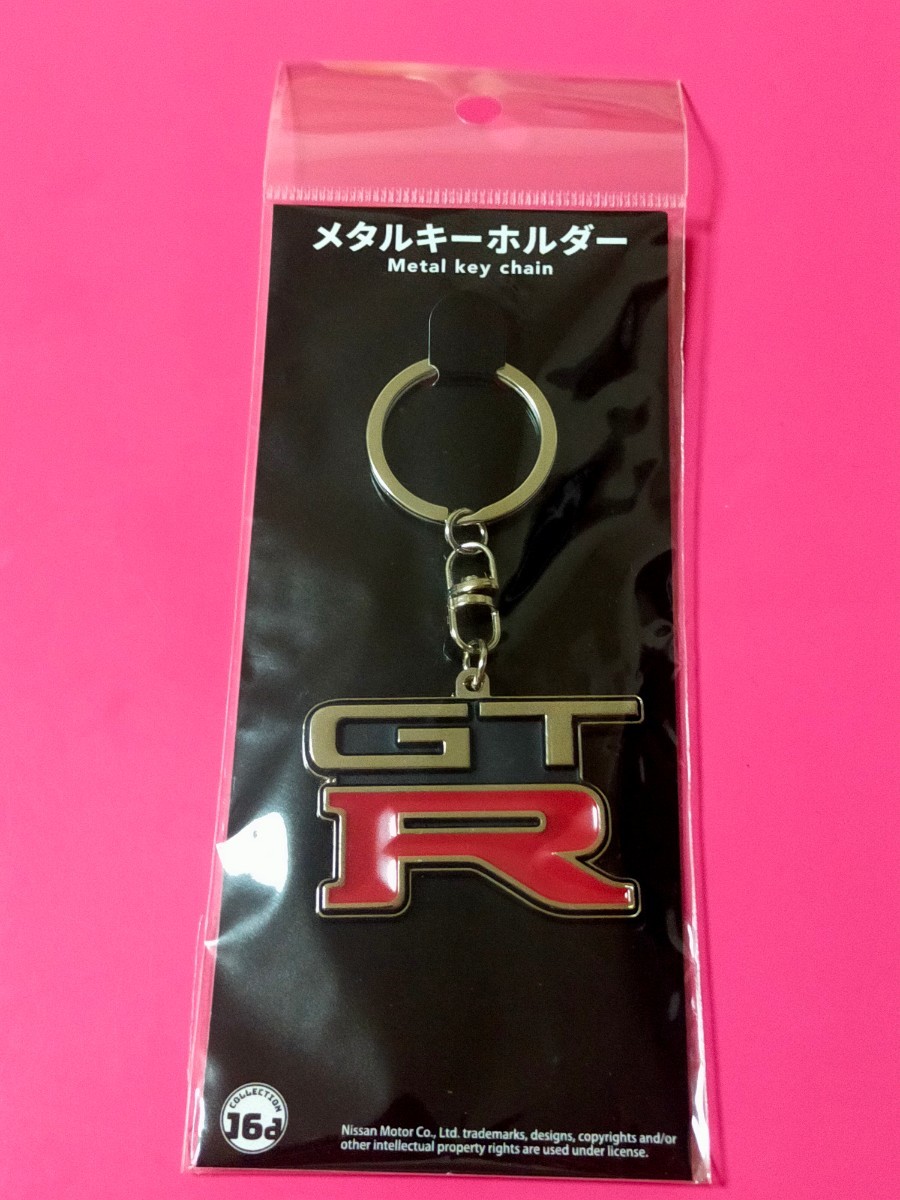 メタルキーホルダー
Metal key chain
GT
R
COLLECTION
16d
Nissan Motor Co., Ltd. trademarks, designs, copyrights and/or
other intellectual property rights are used under license.